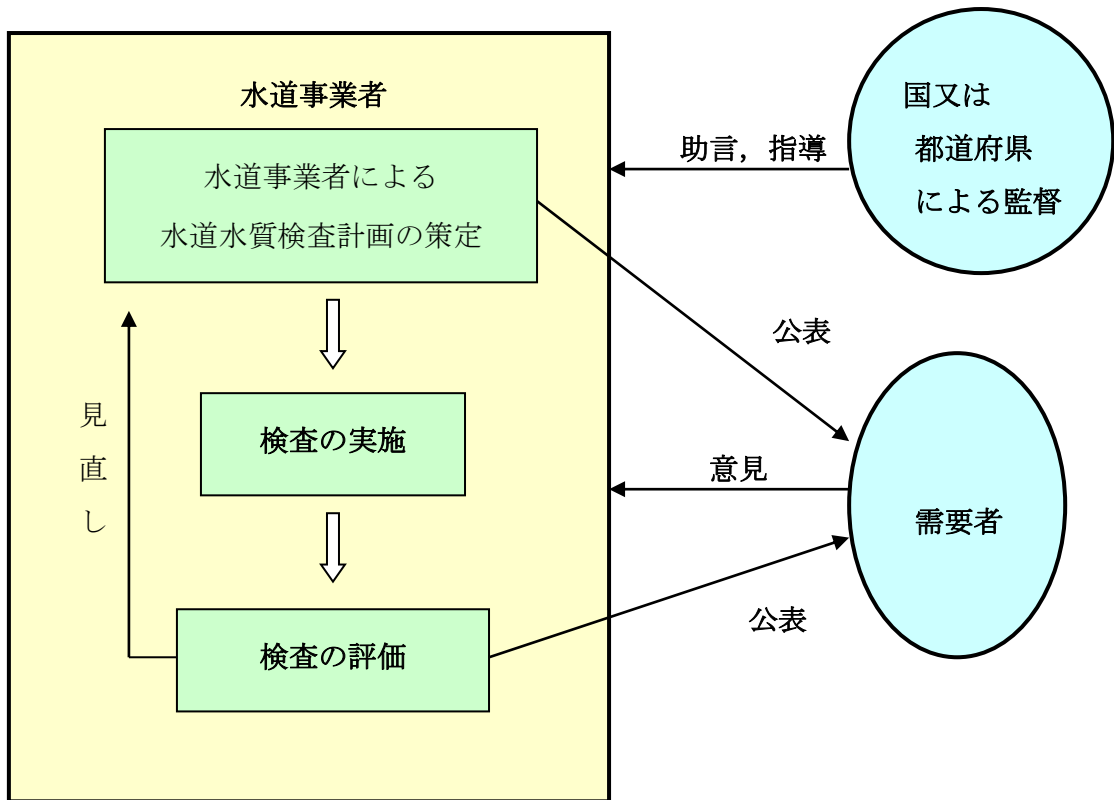 水道事業者
水道事業者による
水道水質検査計画の策定
検査の実施
検査の評価
見直し
助言，指導
国又は
都道府県
による監督
公表
意見
需要者
公表